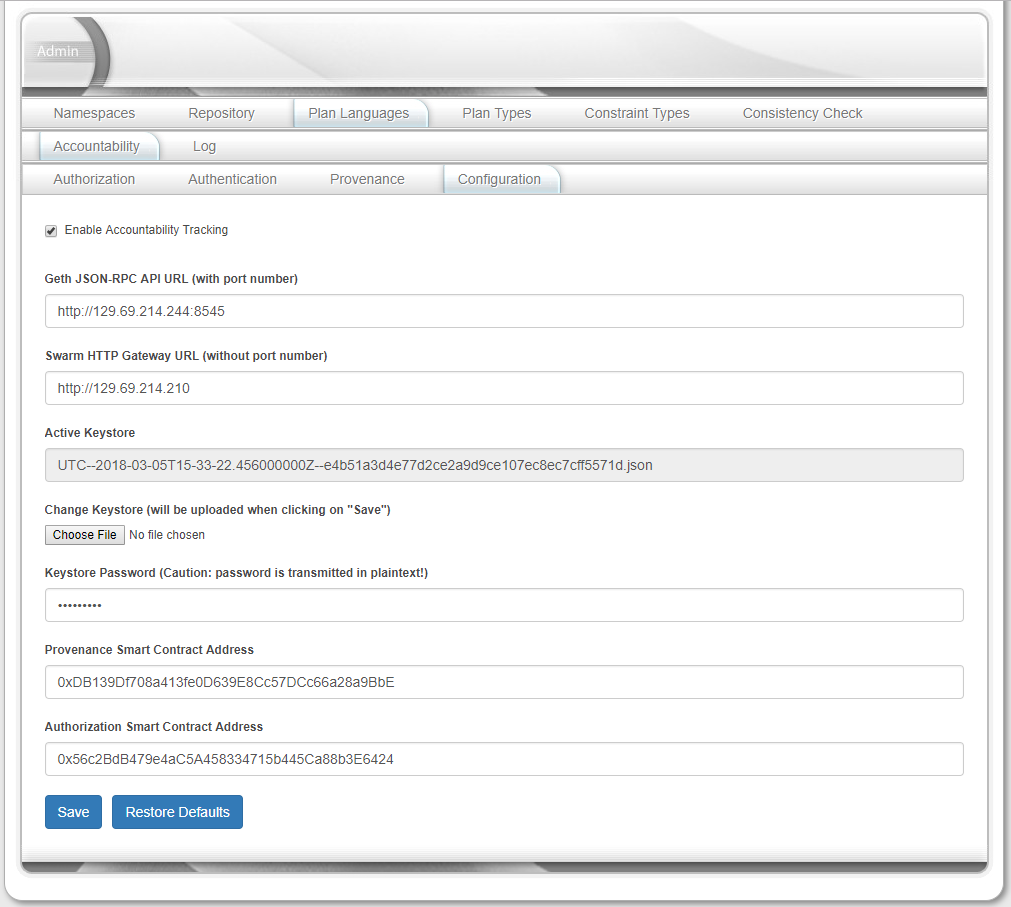 Admin
Namespaces Repository Plan Languages Plan Types Constraint Types Consistency Check
Accountability Log
Authorization Authentication Provenance Configuration
Enable Accountability Tracking
Geth JSON-RPC API URL (with port number)
http://129.69.214.244:8545
Swarm HTTP Gateway URL (without port number)
http://129.69.214.210
Active Keystore
UTC--2018-03-05T15-33-22.456000000Z--e4b51a3d4e77d2ce2a9d9ce107ec8ec7cff5571d.json
Change Keystore (will be uploaded when clicking on "Save")
Choose File No file chosen
Keystore Password (Caution: password is transmitted in plaintext!)
•••••••••
Provenance Smart Contract Address
0xDB139Df708a413fe0D639E8Cc57DCc66a28a9BbE
Authorization Smart Contract Address
0x56c2BdB479e4aC5A458334715b445Ca88b3E6424
Save Restore Defaults